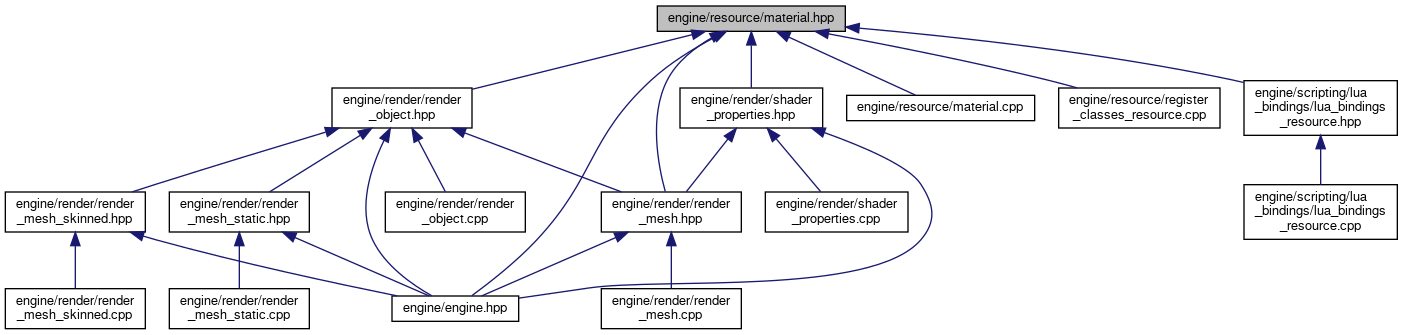 engine/resource/material.hpp
engine/render/render
_object.hpp
engine/render/shader
_properties.hpp
engine/resource/material.cpp
engine/resource/register
_classes_resource.cpp
engine/scripting/lua
_bindings/lua_bindings
_resource.hpp
engine/render/render
_mesh_skinned.hpp
engine/render/render
_mesh_static.hpp
engine/render/render
_object.cpp
engine/render/render
_mesh.hpp
engine/render/shader
_properties.cpp
engine/scripting/lua
_bindings/lua_bindings
_resource.cpp
engine/render/render
_mesh_skinned.cpp
engine/render/render
_mesh_static.cpp
engine/engine.hpp
engine/render/render
_mesh.cpp